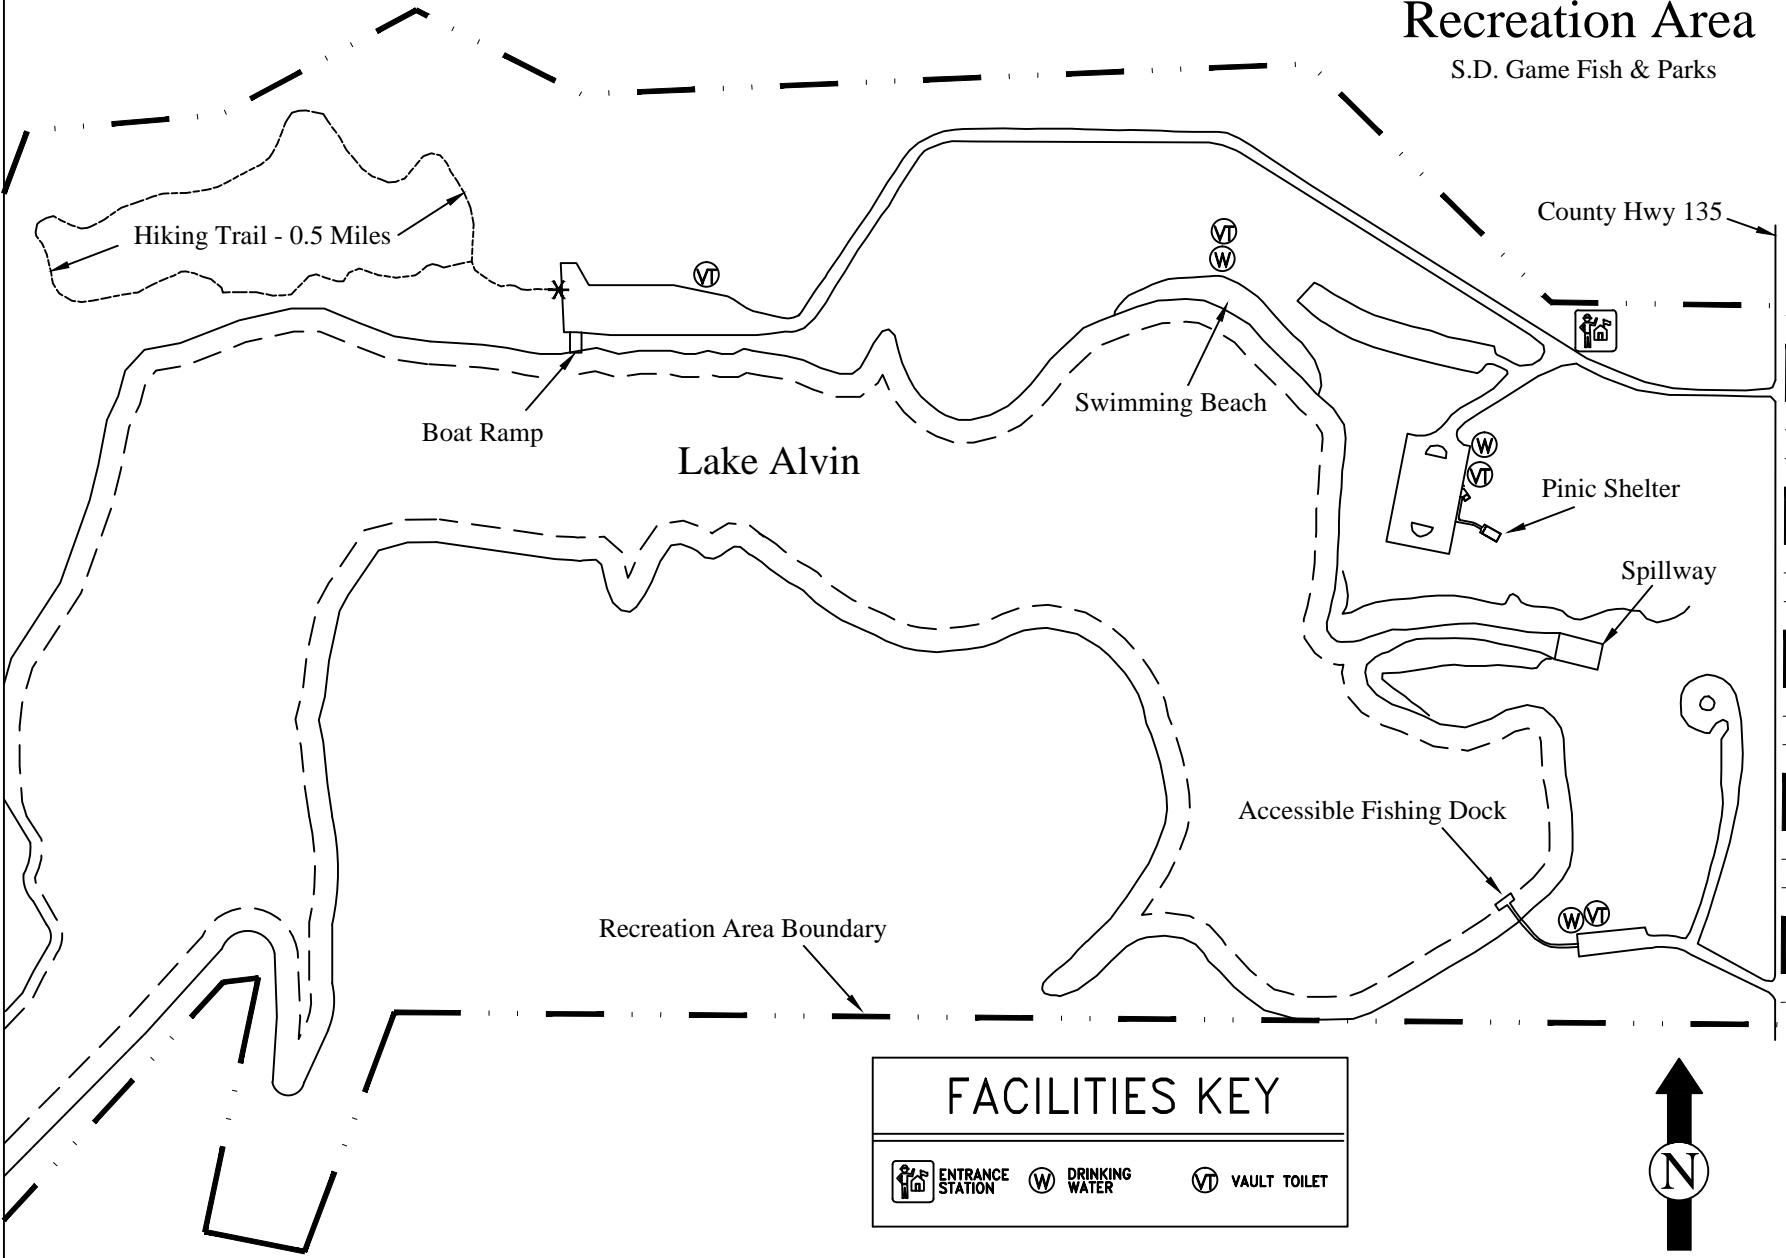 Recreation Area
S.D. Game Fish & Parks
County Hwy 135
Hiking Trail - 0.5 Miles
VT
W
VT
Swimming Beach
Boat Ramp
Lake Alvin
W
VT
Pinic Shelter
Spillway
Accessible Fishing Dock
W VT
Recreation Area Boundary
FACILITIES KEY
ENTRANCE
STATION
W
DRINKING
WATER
VT
VAULT TOILET
N